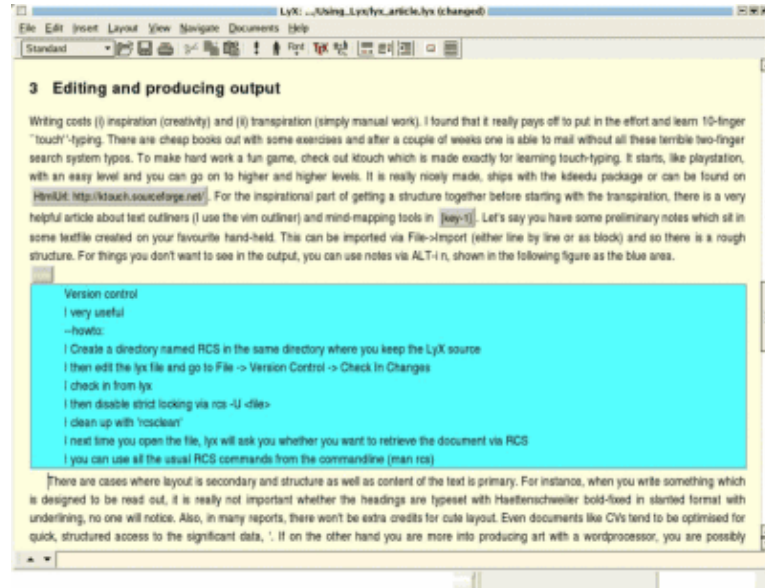 LyX: .../Using_Lyx/lyx_article.lyx (changed)
File Edit Insert Layout View Navigate Documents Help
Standard Font TeX
3 Editing and producing output
Writing costs (i) inspiration (creativity) and (ii) transpiration (simply manual work). I found that it really pays off to put in the effort and learn 10-finger
``touch''-typing. There are cheap books out with some exercises and after a couple of weeks one is able to mail without all these terrible two-finger
search system typos. To make hard work a fun game, check out ktouch which is made exactly for learning touch-typing. It starts, like playstation,
with an easy level and you can go on to higher and higher levels. It is really nicely made, ships with the kdeedu package or can be found on
HtmlUrl: http://ktouch.sourceforge.net/ . For the inspirational part of getting a structure together before starting with the transpiration, there is a very
helpful article about text outliners (I use the vim outliner) and mind-mapping tools in [key-1] . Let's say you have some preliminary notes which sit in
some textfile created on your favourite hand-held. This can be imported via File->Import (either line by line or as block) and so there is a rough
structure. For things you don't want to see in the output, you can use notes via ALT-i n, shown in the following figure as the blue area.
Version control
| very useful
--howto:
| Create a directory named RCS in the same directory where you keep the LyX source
| then edit the lyx file and go to File -> Version Control -> Check In Changes
| check in from lyx
| then disable strict locking via rcs -U <file>
| clean up with 'rcsclean'
| next time you open the file, lyx will ask you whether you want to retrieve the document via RCS
| you can use all the usual RCS commands from the commandline (man rcs)
There are cases where layout is secondary and structure as well as content of the text is primary. For instance, when you write something which
is designed to be read out, it is really not important whether the headings are typeset with Haettenschweiler bold-fixed in slanted format with
underlining, no one will notice. Also, in many reports, there won't be extra credits for cute layout. Even documents like CVs tend to be optimised for
quick, structured access to the significant data, '. If on the other hand you are more into producing art with a wordprocessor, you are possibly